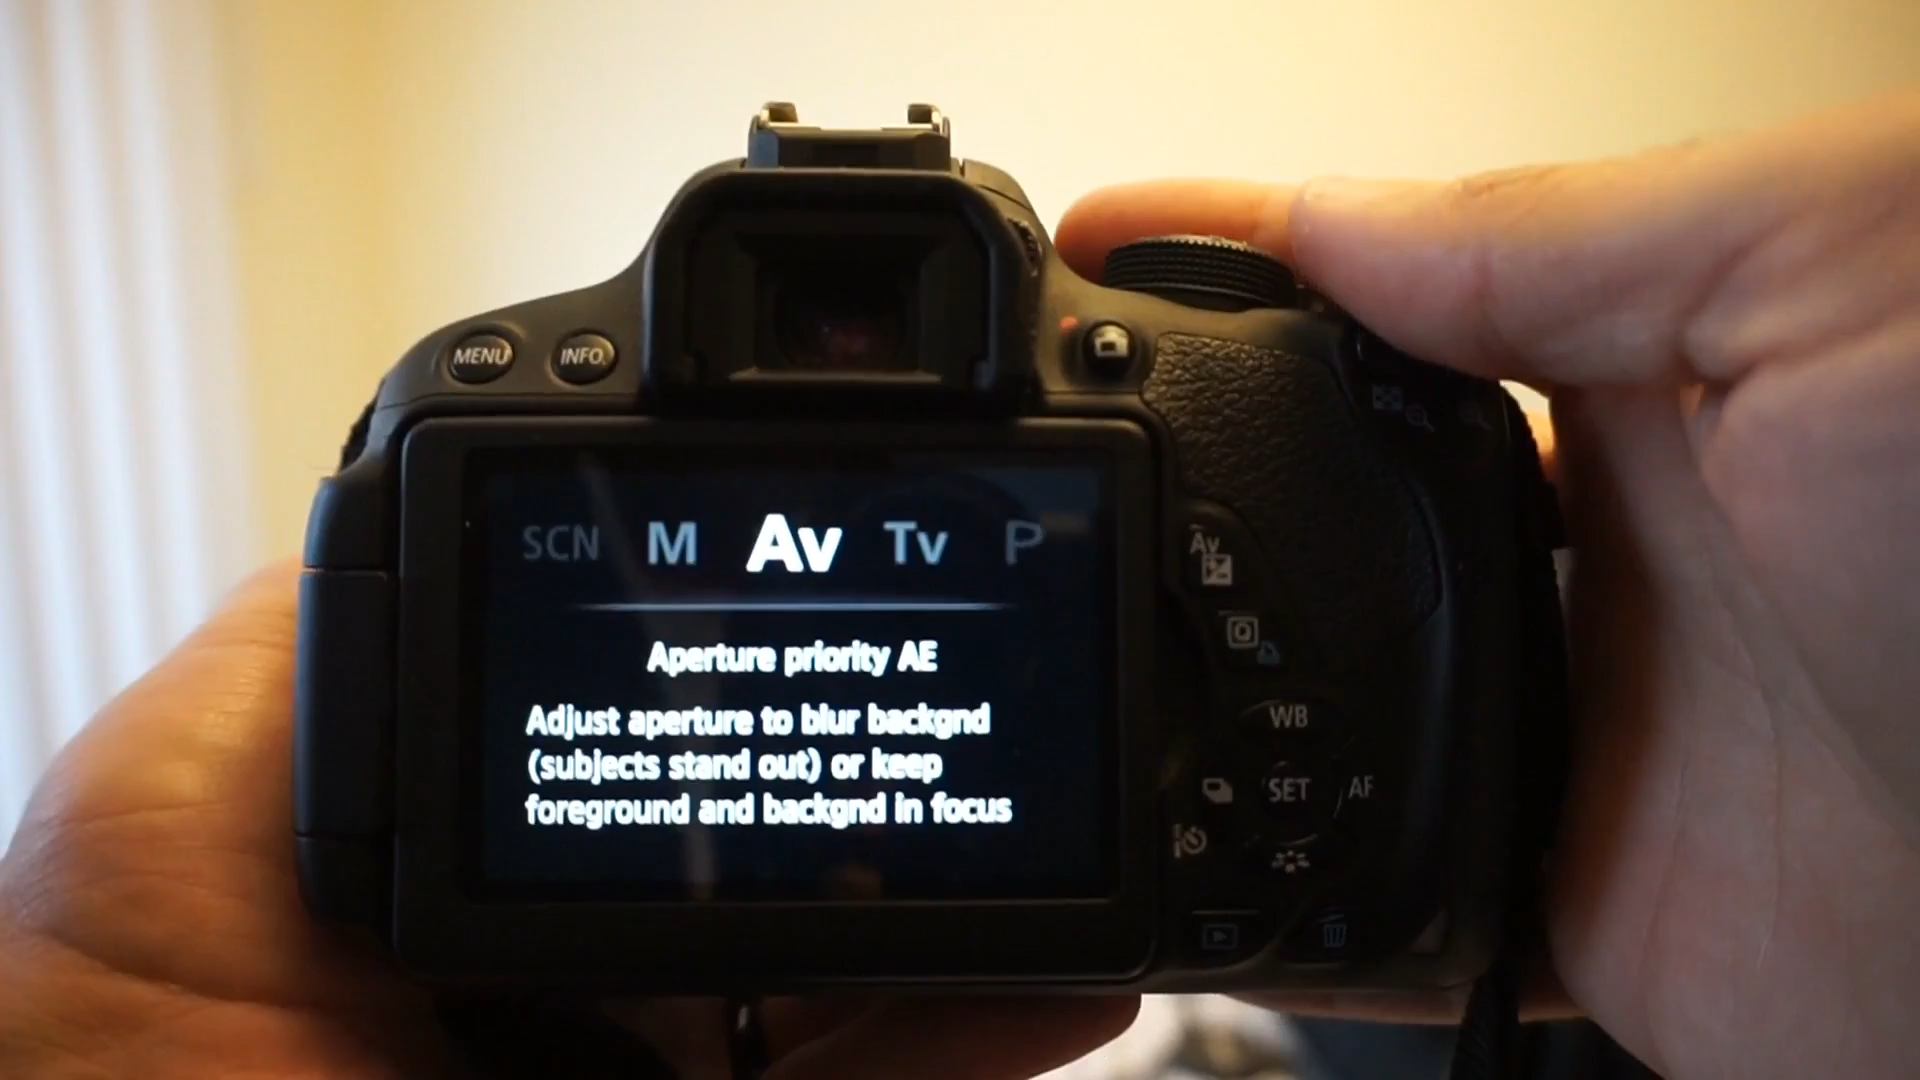 MENU INFO.
SCN M Av Tv P
Aperture priority AE
Adjust aperture to blur backgnd
(subjects stand out) or keep
foreground and backgnd in focus
Av
Q
WB
SET AF